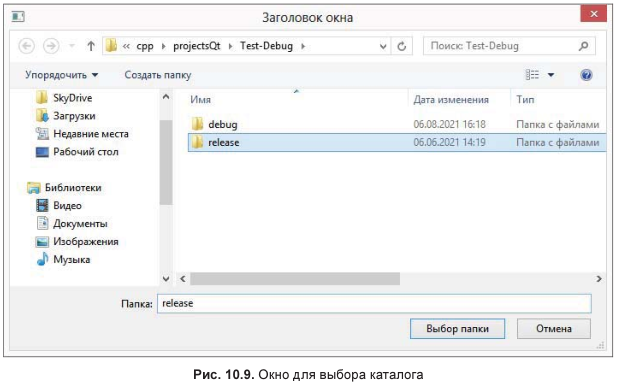 Заголовок окна
« cpp projectsQt Test-Debug
Поиск: Test-Debug
Упорядочить Создать папку
SkyDrive
Загрузки
Недавние места
Рабочий стол
Библиотеки
Видео
Документы
Изображения
Музыка
Имя Дата изменения Тип
debug 06.08.2021 16:18 Папка с файлами
release 06.06.2021 14:19 Папка с файлами
Папка: release
Выбор папки Отмена
Рис. 10.9. Окно для выбора каталога